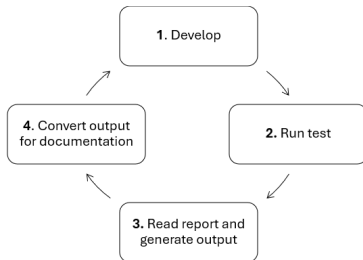 1. Develop
2. Run test
3. Read report and
generate output
4. Convert output
for documentation